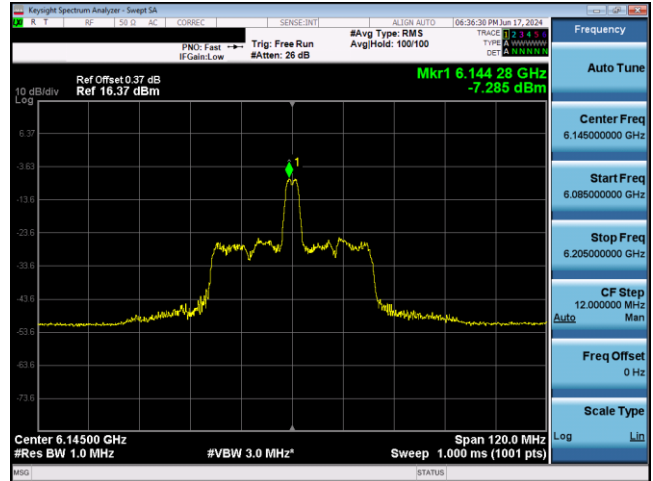 Keysight Spectrum Analyzer - Swept SA
LXI R T RF 50 Ω AC CORREC SENSE:INT ALIGN AUTO 06:36:30 PM Jun 17, 2024
PNO: Fast Trig: Free Run #Avg Type: RMS TRACE 1 2 3 4 5 6
IFGain:Low #Atten: 26 dB Avg|Hold: 100/100 TYPE A WWWWW
DET A N N N N N
Frequency
Ref Offset 0.37 dB Mkr1 6.144 28 GHz
10 dB/div Ref 16.37 dBm -7.285 dBm
Log
6.37
-3.63
-13.6
-23.6
-33.6
-43.6
-53.6
-63.6
-73.6
1
Center 6.14500 GHz Span 120.0 MHz
#Res BW 1.0 MHz #VBW 3.0 MHz* Sweep 1.000 ms (1001 pts)
MSG STATUS
Auto Tune
Center Freq
6.145000000 GHz
Start Freq
6.085000000 GHz
Stop Freq
6.205000000 GHz
CF Step
12.000000 MHz
Auto Man
Freq Offset
0 Hz
Scale Type
Log Lin